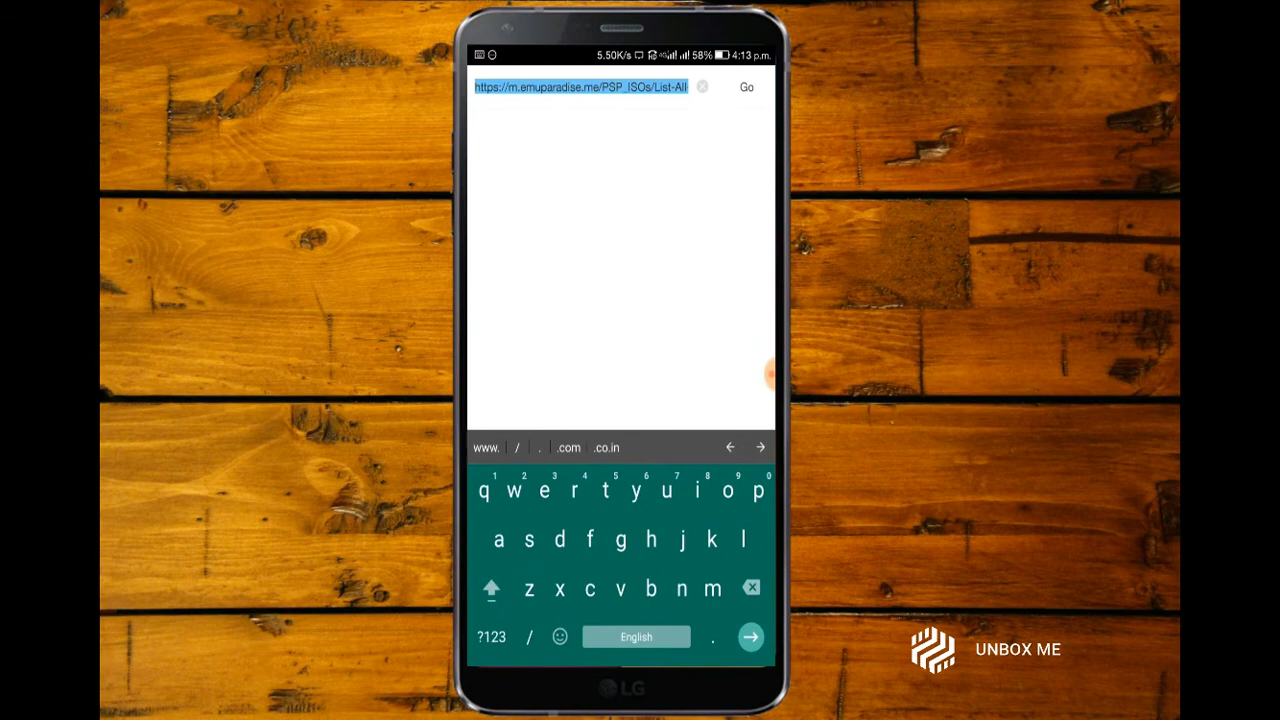 5.50K/s 4G 58% 4:13 p.m.
https://m.emuparadise.me/PSP_ISOs/List-All
Go
www. / . .com .co.in
1 2 3 4 5 6 7 8 9 0
q w e r t y u i o p
a s d f g h j k l
z x c v b n m
?123 / English .
LG
UNBOX ME